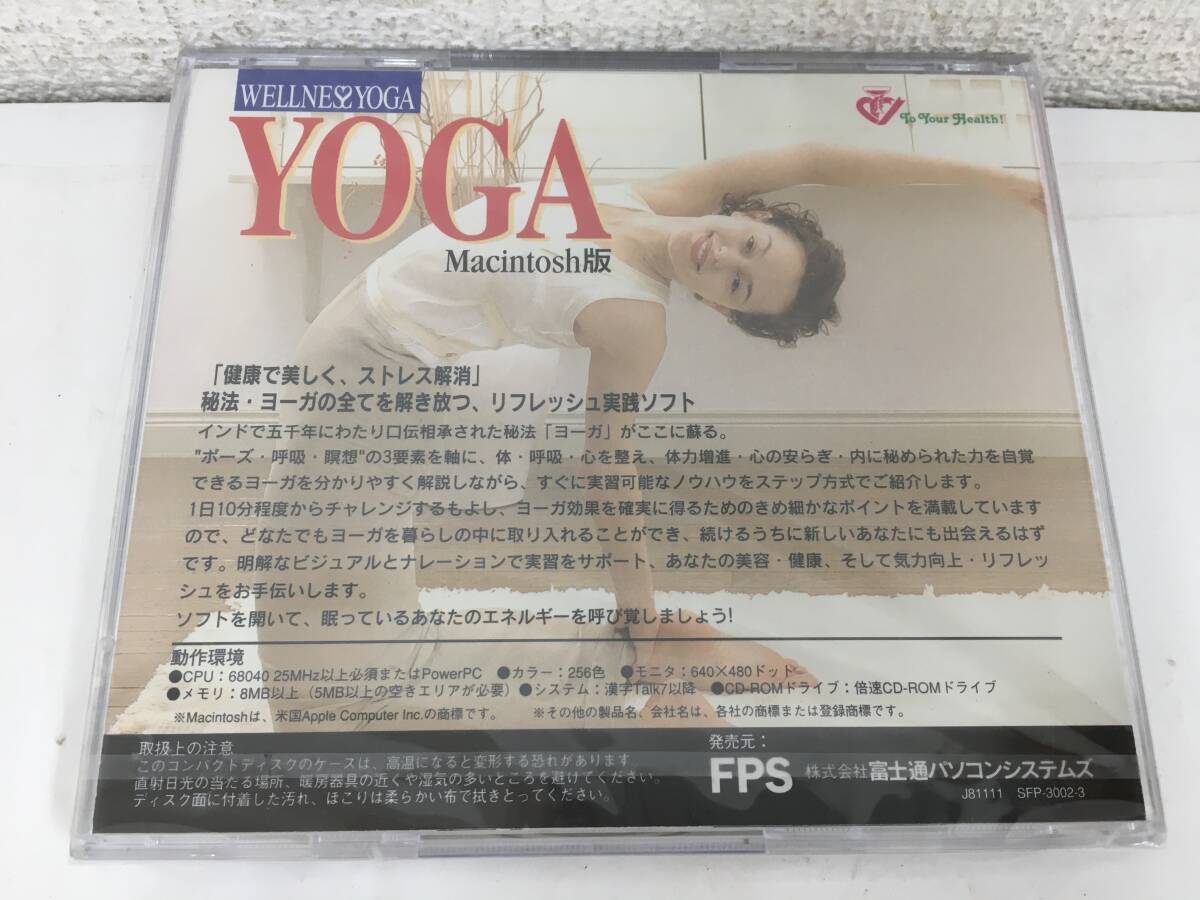 WELLNESS YOGA
To Your Health!
YOGA
Macintosh版
「健康で美しく、ストレス解消」
秘法・ヨーガの全てを解き放つ、リフレッシュ実践ソフト
インドで五千年にわたり口伝相承された秘法「ヨーガ」がここに蘇る。
"ポーズ・呼吸・瞑想"の3要素を軸に、体・呼吸・心を整え、体力増進・心の安らぎ・内に秘められた力を自覚
できるヨーガを分かりやすく解説しながら、すぐに実習可能なノウハウをステップ方式でご紹介します。
1日10分程度からチャレンジするもよし、ヨーガ効果を確実に得るためのきめ細かなポイントを満載しています
ので、どなたでもヨーガを暮らしの中に取り入れることができ、続けるうちに新しいあなたにも出会えるはず
です。明解なビジュアルとナレーションで実習をサポート、あなたの美容・健康、そして気力向上・リフレッ
シュをお手伝いします。
ソフトを開いて、眠っているあなたのエネルギーを呼び覚しましょう!
動作環境
●CPU：68040 25MHz以上必須またはPowerPC ●カラー：256色 ●モニタ：640×480ドット
●メモリ：8MB以上（5MB以上の空きエリアが必要）●システム：漢字Talk7以降 ●CD-ROMドライブ：倍速CD-ROMドライブ
※Macintoshは、米国Apple Computer Inc.の商標です。 ※その他の製品名、会社名は、各社の商標または登録商標です。
取扱上の注意
このコンパクトディスクのケースは、高温になると変形する恐れがあります。
直射日光の当たる場所、暖房器具の近くや湿気の多いところを避けてください。
ディスク面に付着した汚れ、ほこりは柔らかい布で拭きとってください。
発売元：
FPS 株式会社富士通パソコンシステムズ
J81111 SFP-3002-3